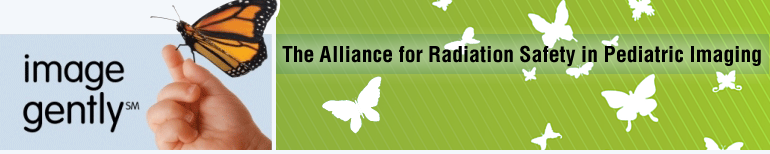 image
gently℠
The Alliance for Radiation Safety in Pediatric Imaging